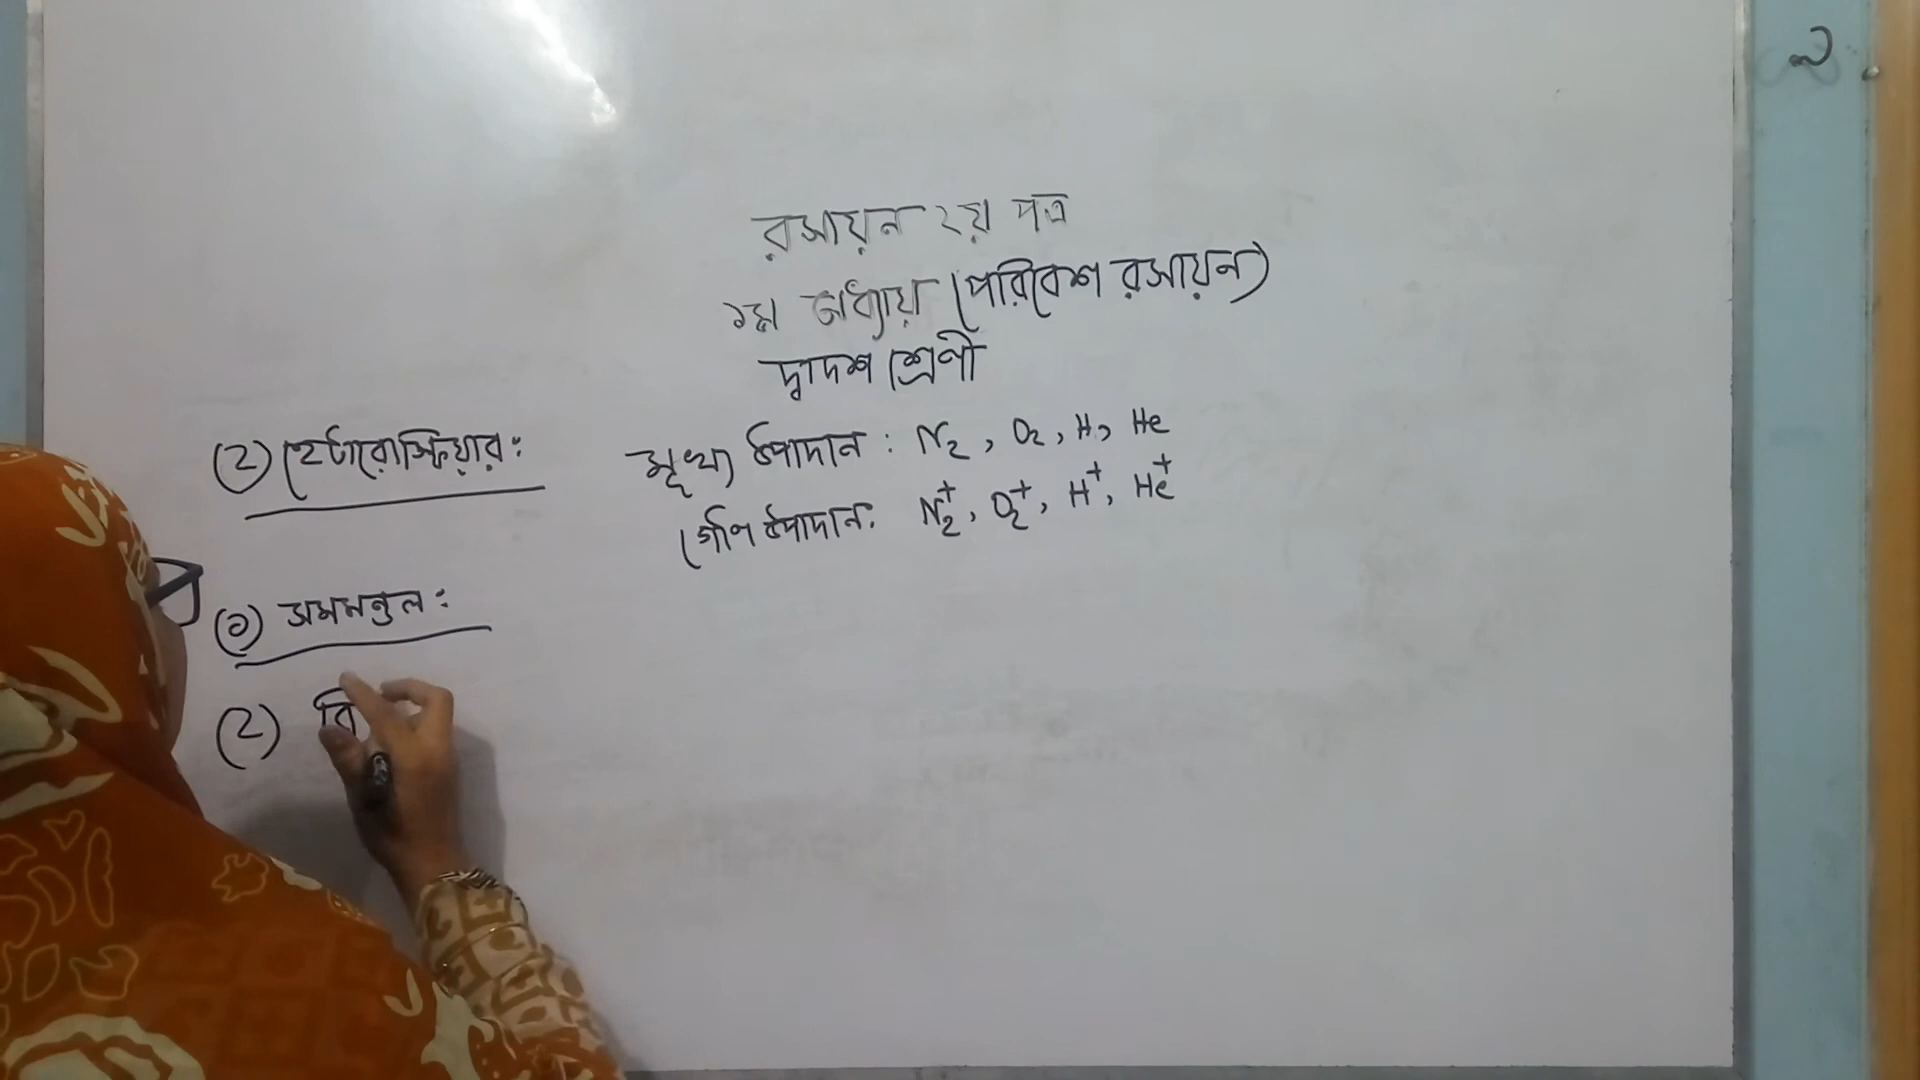 ২
রসায়ন ২য় পত্র
১ম অধ্যায় (পরিবেশ রসায়ন)
দ্বাদশ শ্রেণী
(২) হেটারোস্ফিয়ার:
মূখ্য উপাদান : N₂, O₂, H, He
গৌণ উপাদান: N₂⁺, O₂⁺, H⁺, He⁺
(১) সমমন্ডল:
(২) বি